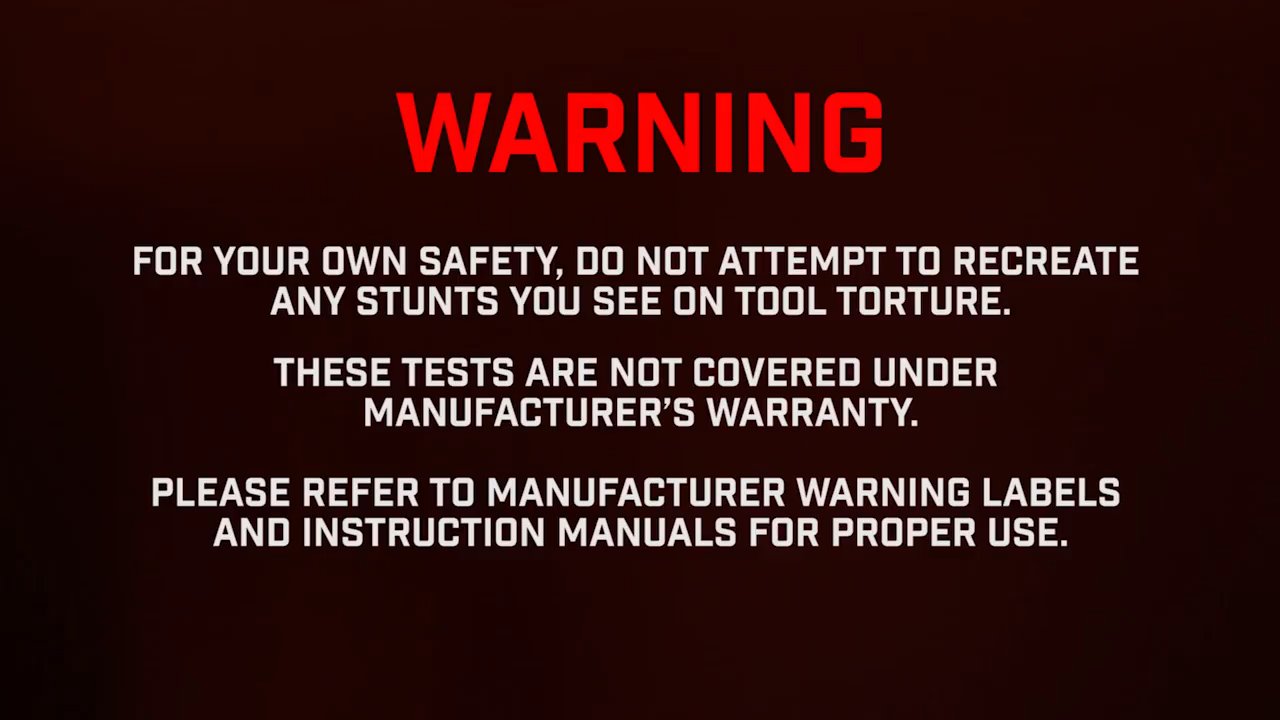 WARNING
FOR YOUR OWN SAFETY, DO NOT ATTEMPT TO RECREATE
ANY STUNTS YOU SEE ON TOOL TORTURE.
THESE TESTS ARE NOT COVERED UNDER
MANUFACTURER’S WARRANTY.
PLEASE REFER TO MANUFACTURER WARNING LABELS
AND INSTRUCTION MANUALS FOR PROPER USE.